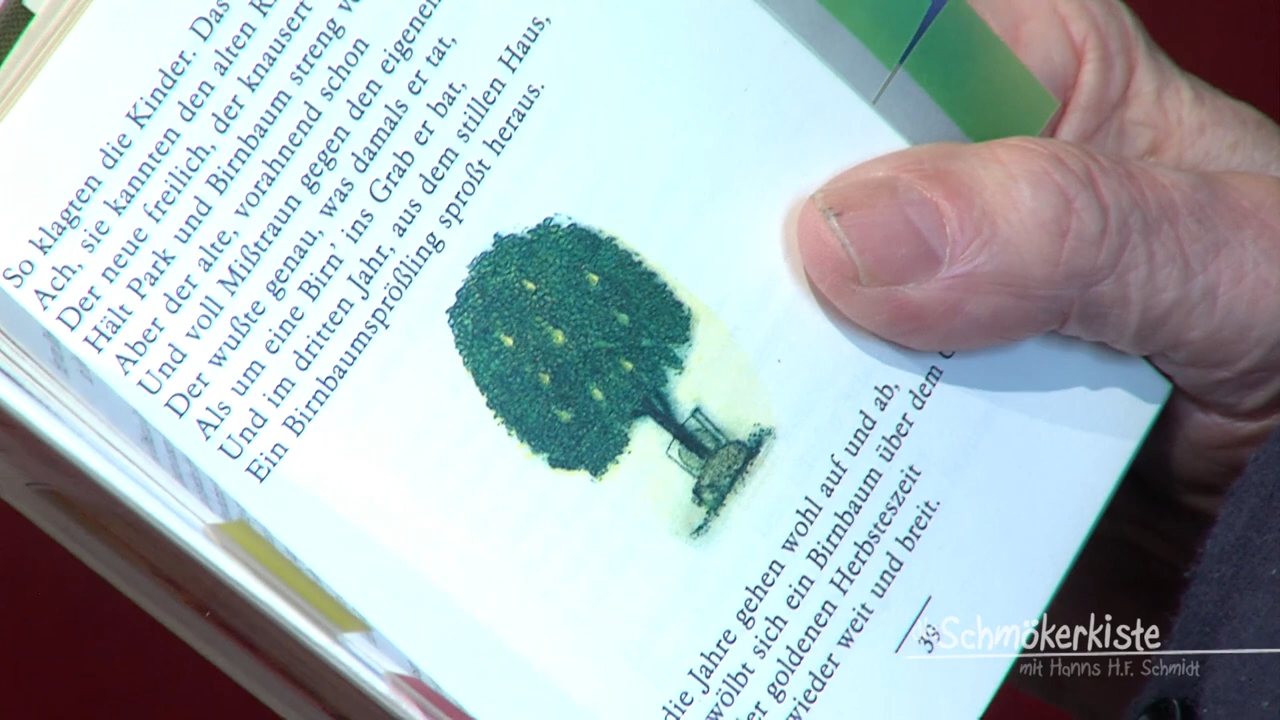 So klagten die Kinder. Das
Ach, sie kannten den alten
Der neue freilich, der knausert
Hält Park und Birnbaum streng
Aber der alte, vorahnend schon
Und voll Mißtraun gegen den eigenen
Der wußte genau, was damals er tat,
Als um eine Birn' ins Grab er bat,
Und im dritten Jahr, aus dem stillen Haus,
Ein Birnbaumsprößling sproßt heraus.
die Jahre gehen wohl auf und ab,
wölbt sich ein Birnbaum über dem
goldenen Herbsteszeit
wieder weit und breit.
39
Schmökerkiste
mit Hanns H.F. Schmidt